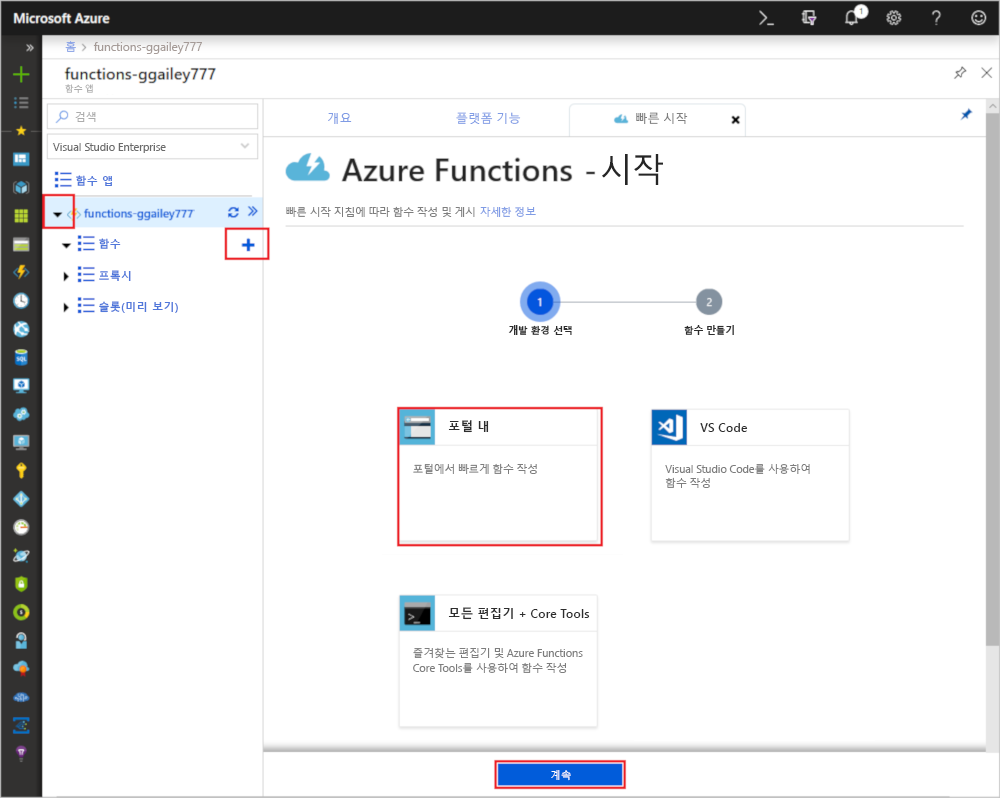 Microsoft Azure
1
홈 > functions-ggailey777
functions-ggailey777
함수 앱
검색
Visual Studio Enterprise
함수 앱
functions-ggailey777
함수
프록시
슬롯(미리 보기)
개요
플랫폼 기능
빠른 시작
Azure Functions - 시작
빠른 시작 지침에 따라 함수 작성 및 게시 자세한 정보
1
2
개발 환경 선택
함수 만들기
포털 내
포털에서 빠르게 함수 작성
VS Code
Visual Studio Code를 사용하여
함수 작성
모든 편집기 + Core Tools
즐겨찾는 편집기 및 Azure Functions
Core Tools를 사용하여 함수 작성
계속